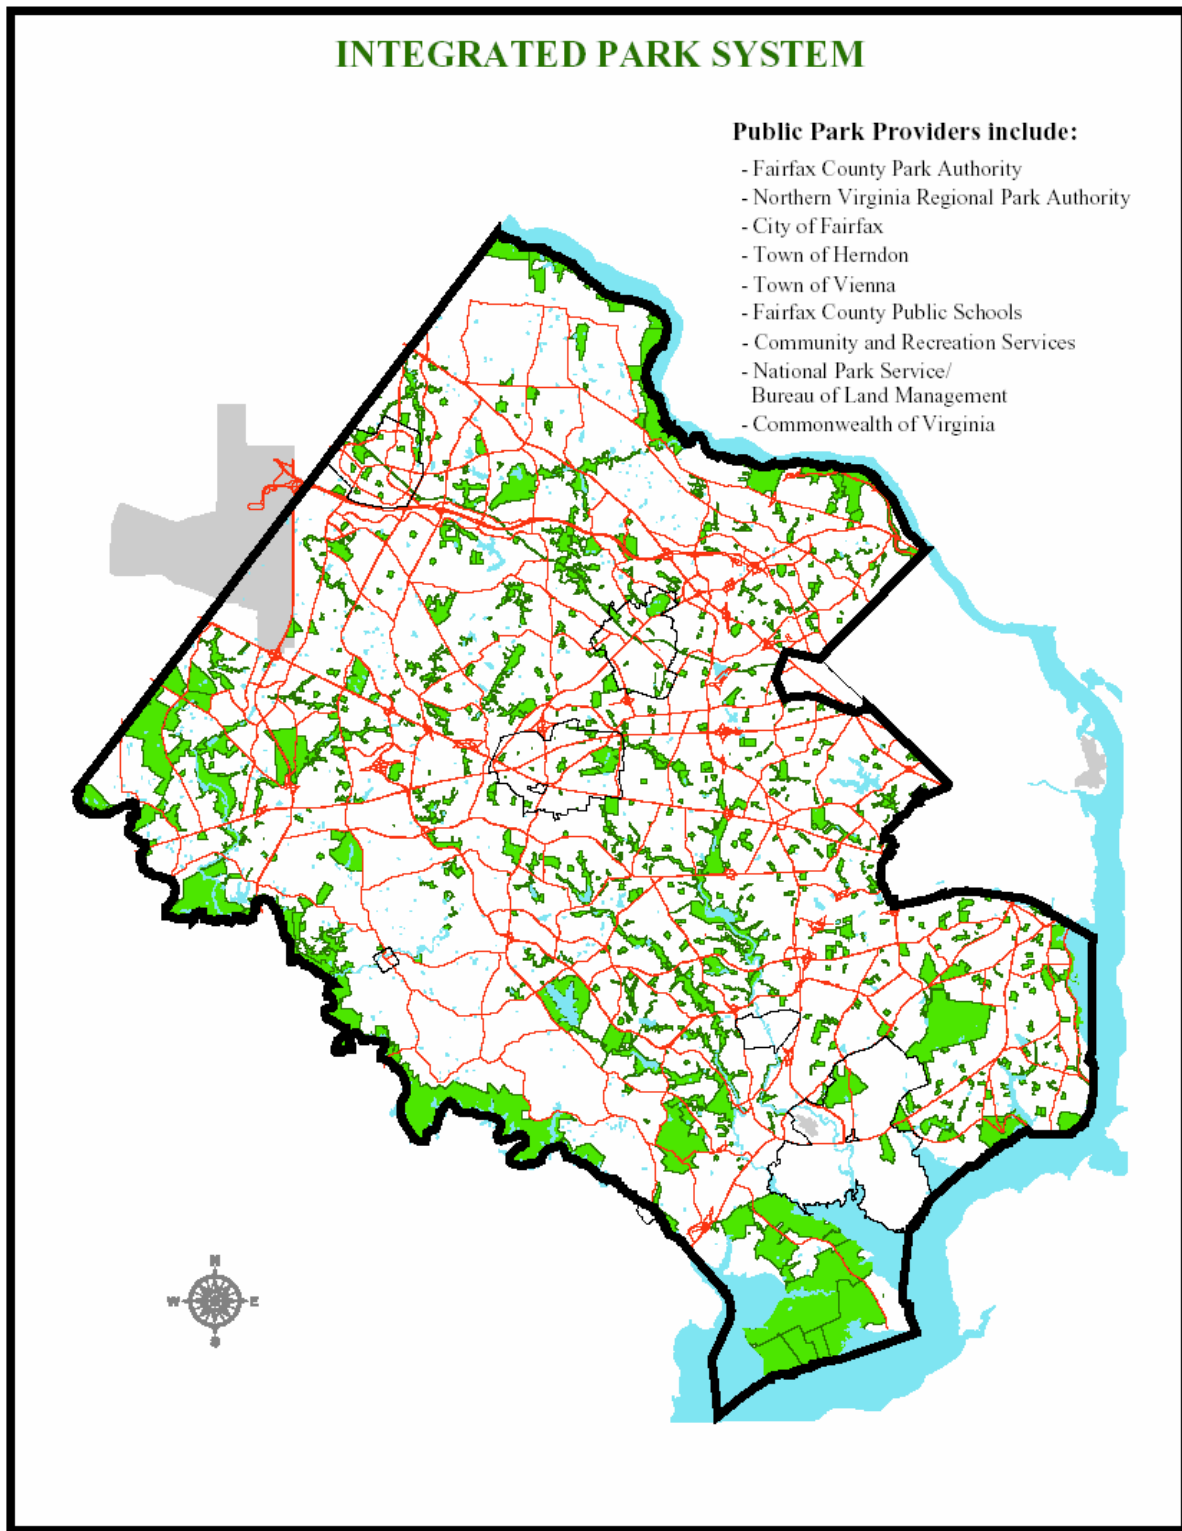 INTEGRATED PARK SYSTEM
Public Park Providers include:
- Fairfax County Park Authority
- Northern Virginia Regional Park Authority
- City of Fairfax
- Town of Herndon
- Town of Vienna
- Fairfax County Public Schools
- Community and Recreation Services
- National Park Service/
Bureau of Land Management
- Commonwealth of Virginia
N
W E
S